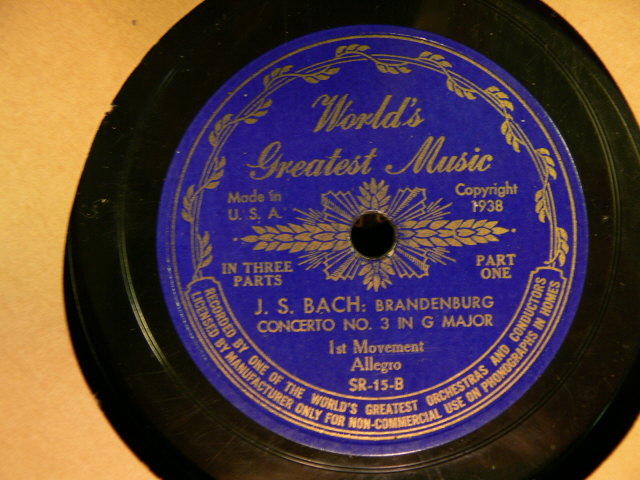 World's
Greatest Music
Made in
U. S. A.
Copyright
1938
IN THREE
PARTS
PART
ONE
J. S. BACH: BRANDENBURG
CONCERTO NO. 3 IN G MAJOR
1st Movement
Allegro
SR-15-B
RECORDED BY ONE OF THE WORLD'S GREATEST ORCHESTRAS AND CONDUCTORS
LICENSED BY MANUFACTURER ONLY FOR NON-COMMERCIAL USE ON PHONOGRAPHS IN HOMES